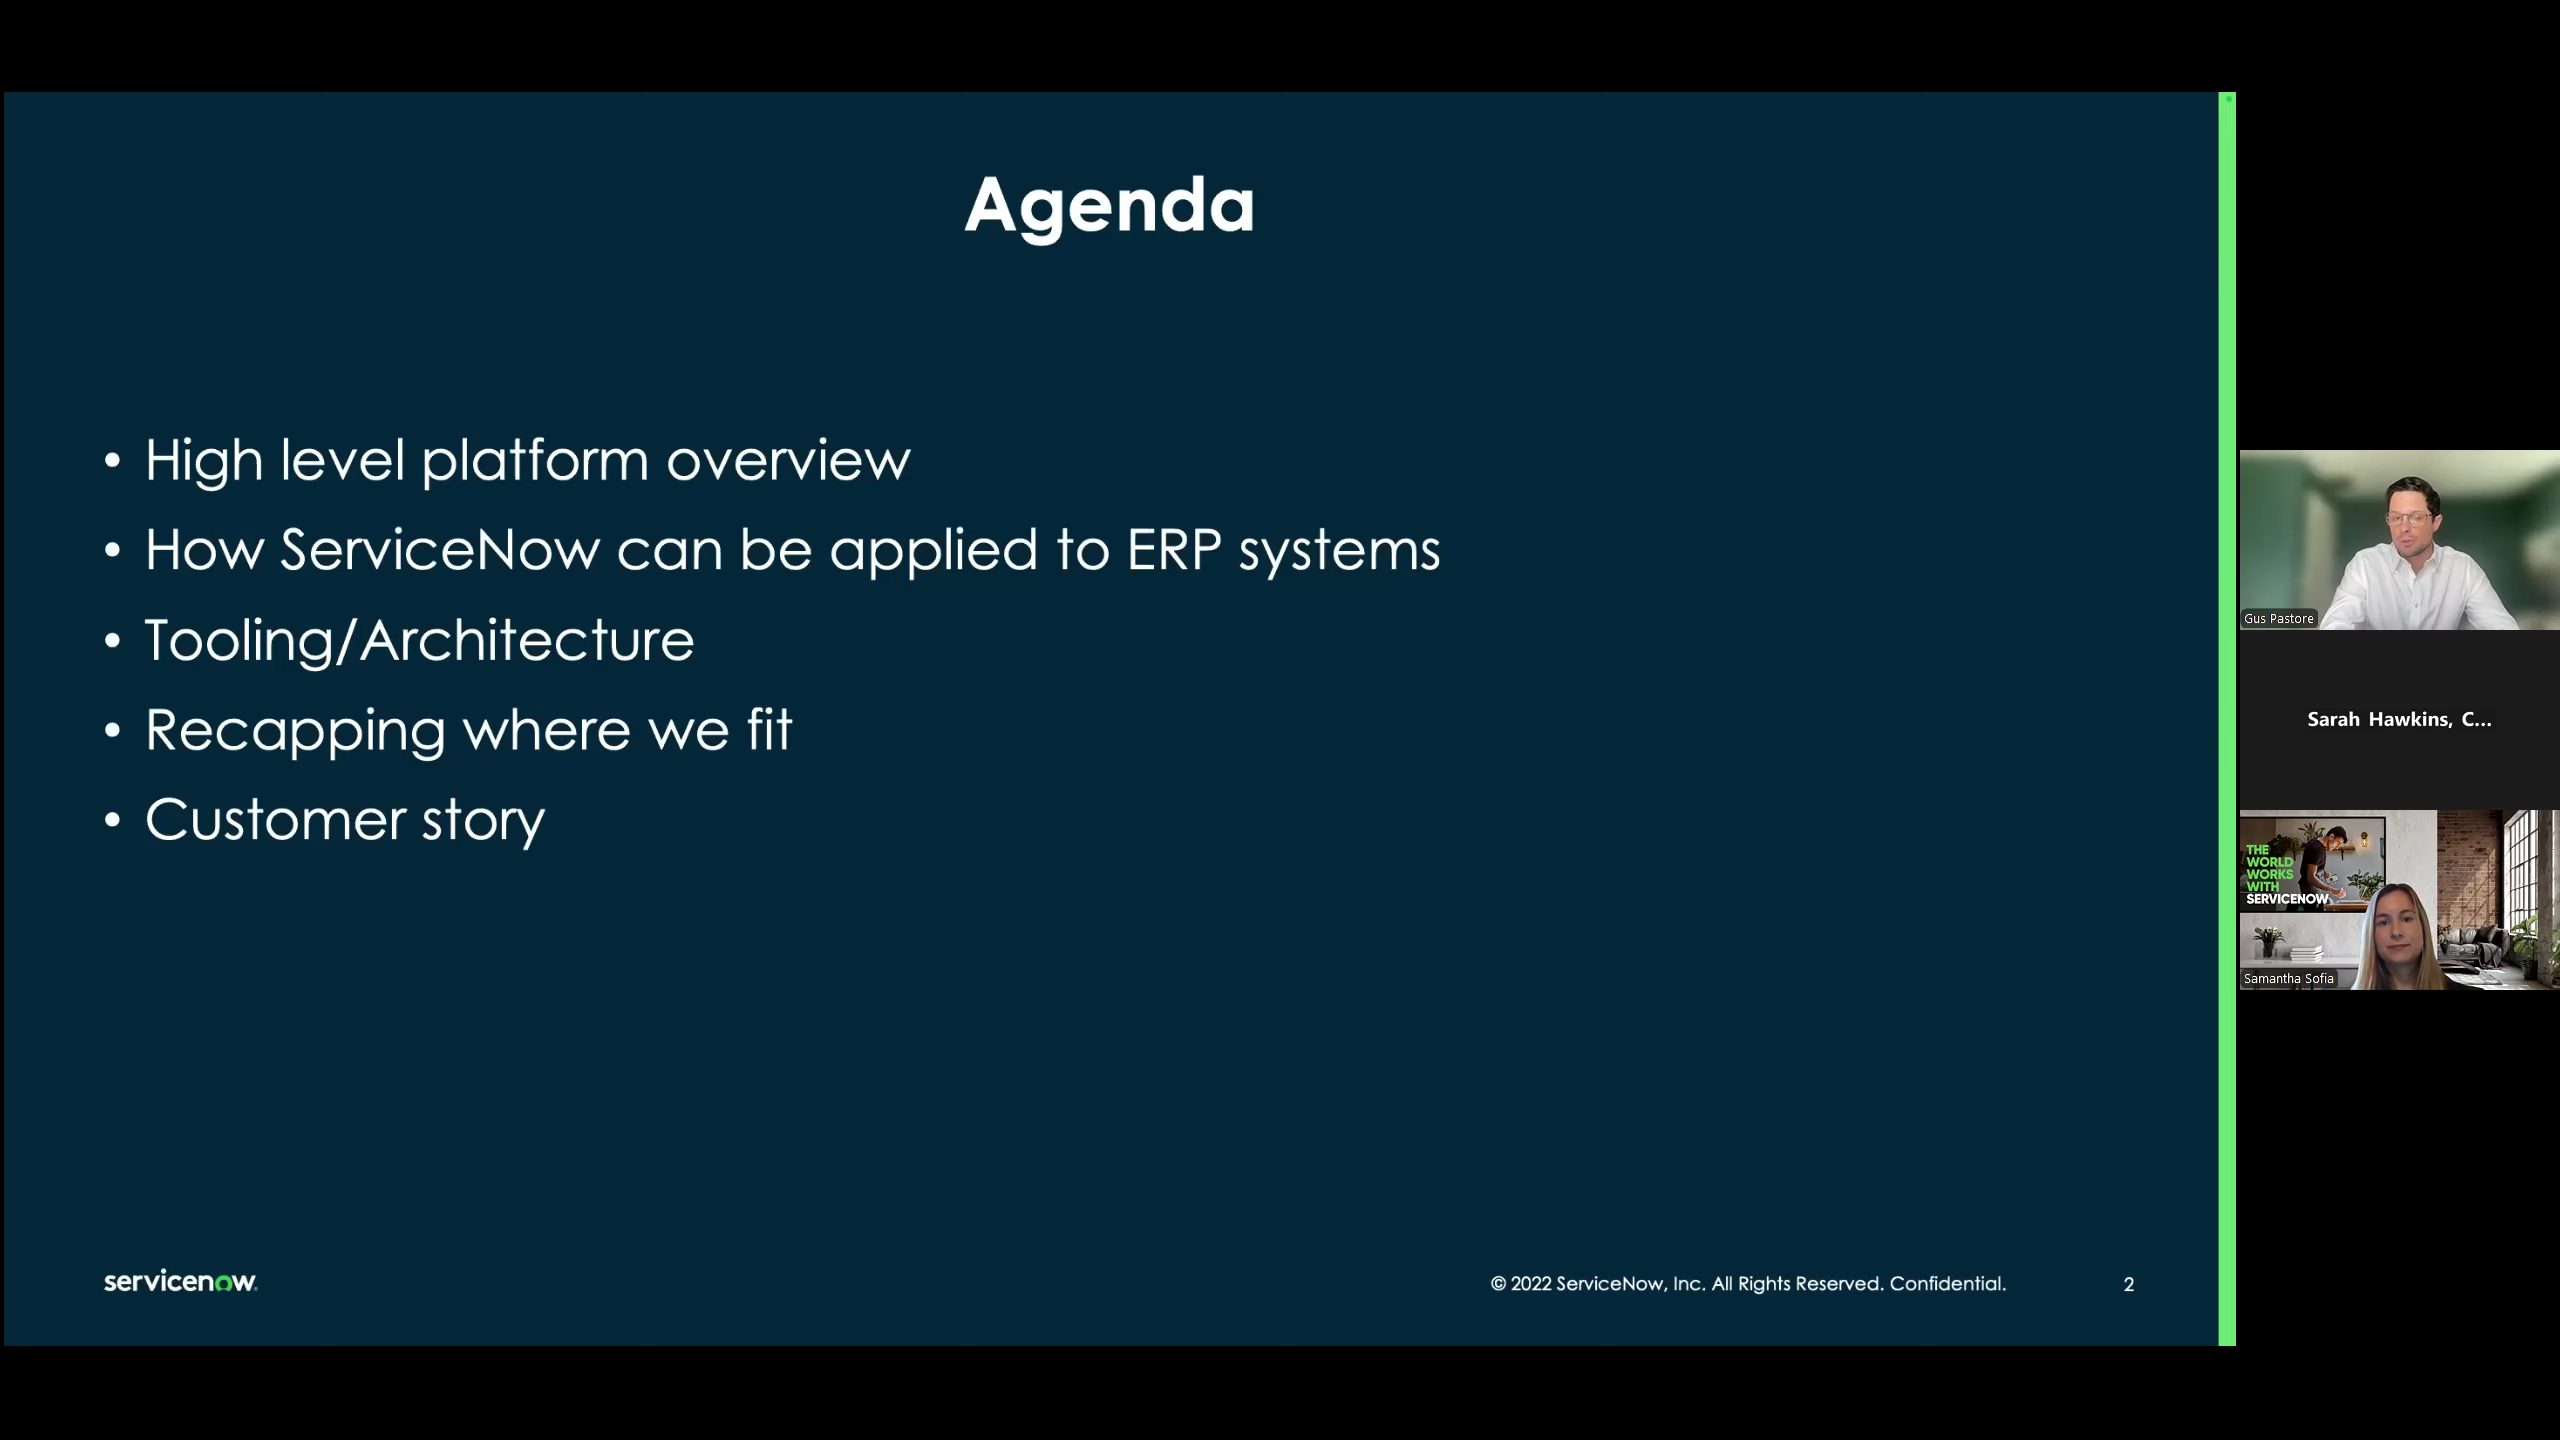 Agenda
• High level platform overview
• How ServiceNow can be applied to ERP systems
• Tooling/Architecture
• Recapping where we fit
• Customer story
servicenow
© 2022 ServiceNow, Inc. All Rights Reserved. Confidential.
2
Gus Pastore
Sarah Hawkins, C...
THE
WORLD
WORKS
WITH
SERVICENOW
Samantha Sofia